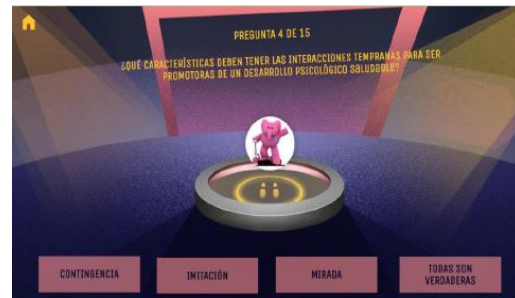 PREGUNTA 4 DE 15
¿QUÉ CARACTERÍSTICAS DEBEN TENER LAS INTERACCIONES TEMPRANAS PARA SER
PROMOTORAS DE UN DESARROLLO PSICOLÓGICO SALUDABLE?
CONTINGENCIA
IMITACIÓN
MIRADA
TODAS SON
VERDADERAS